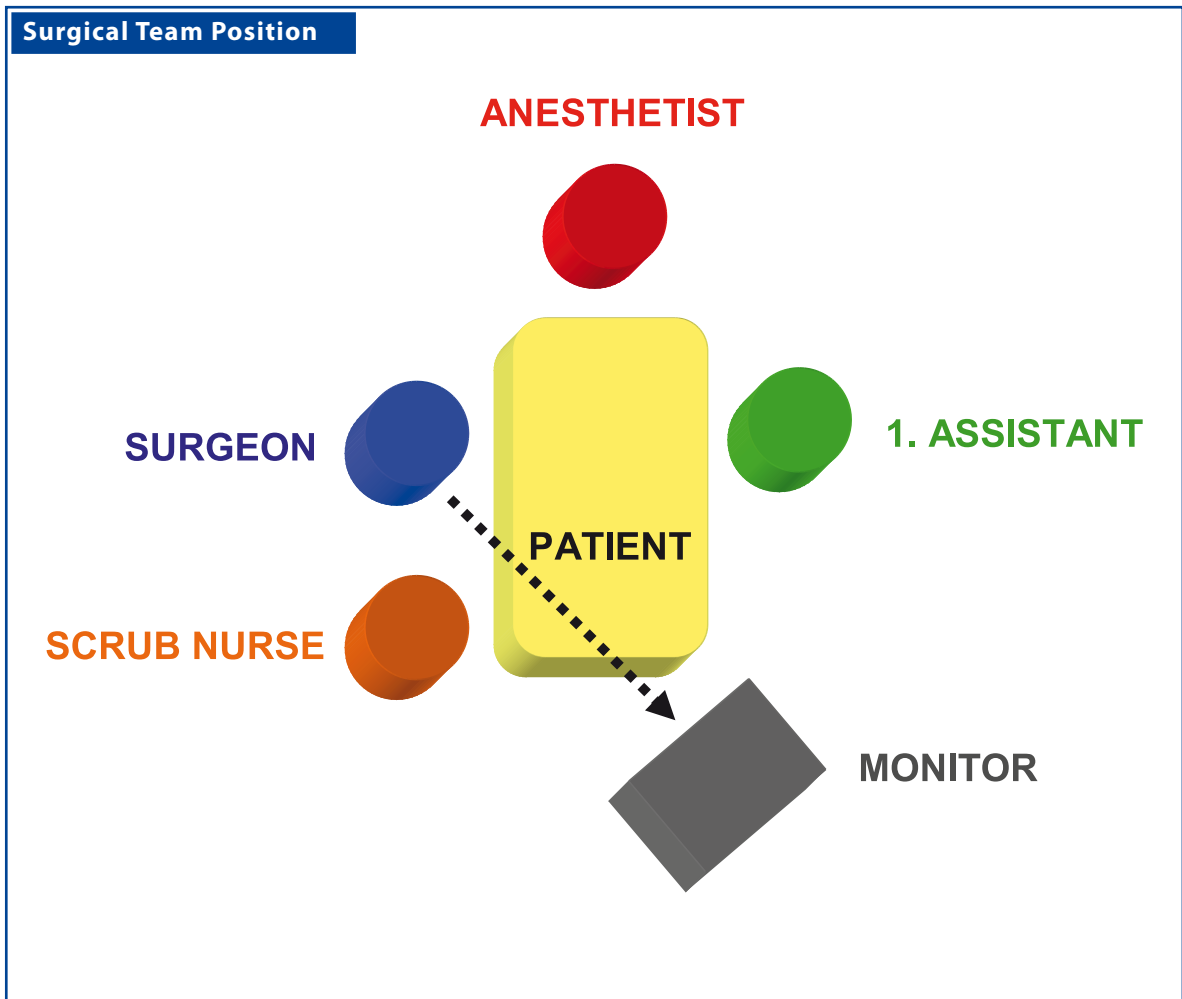 Surgical Team Position
ANESTHETIST
SURGEON
1. ASSISTANT
PATIENT
SCRUB NURSE
MONITOR